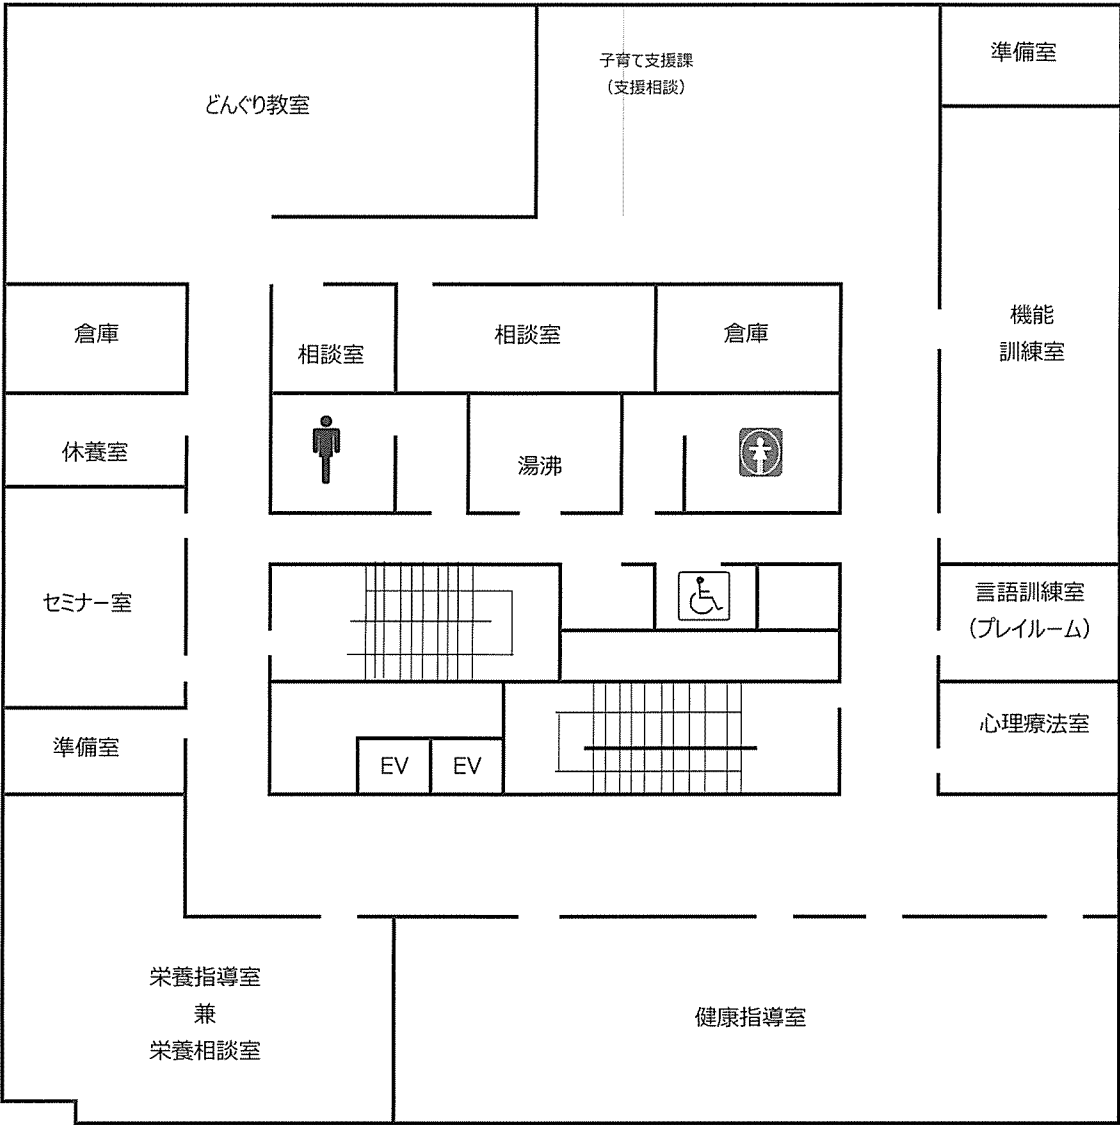 準備室
子育て支援課
（支援相談）
どんぐり教室
機能
訓練室
倉庫
相談室
相談室
倉庫
休養室
湯沸
セミナー室
言語訓練室
（プレイルーム）
心理療法室
準備室
EV
EV
栄養指導室
兼
栄養相談室
健康指導室